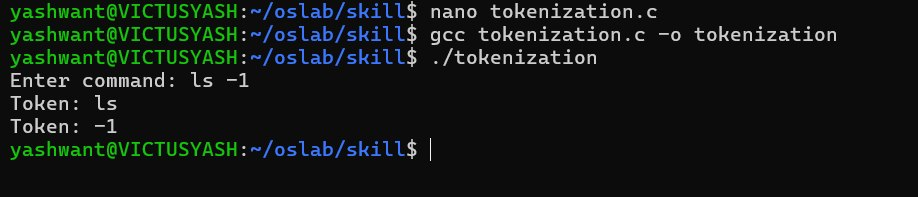 yashwant@VICTUSYASH:~/oslab/skill$ nano tokenization.c
yashwant@VICTUSYASH:~/oslab/skill$ gcc tokenization.c -o tokenization
yashwant@VICTUSYASH:~/oslab/skill$ ./tokenization
Enter command: ls -1
Token: ls
Token: -1
yashwant@VICTUSYASH:~/oslab/skill$